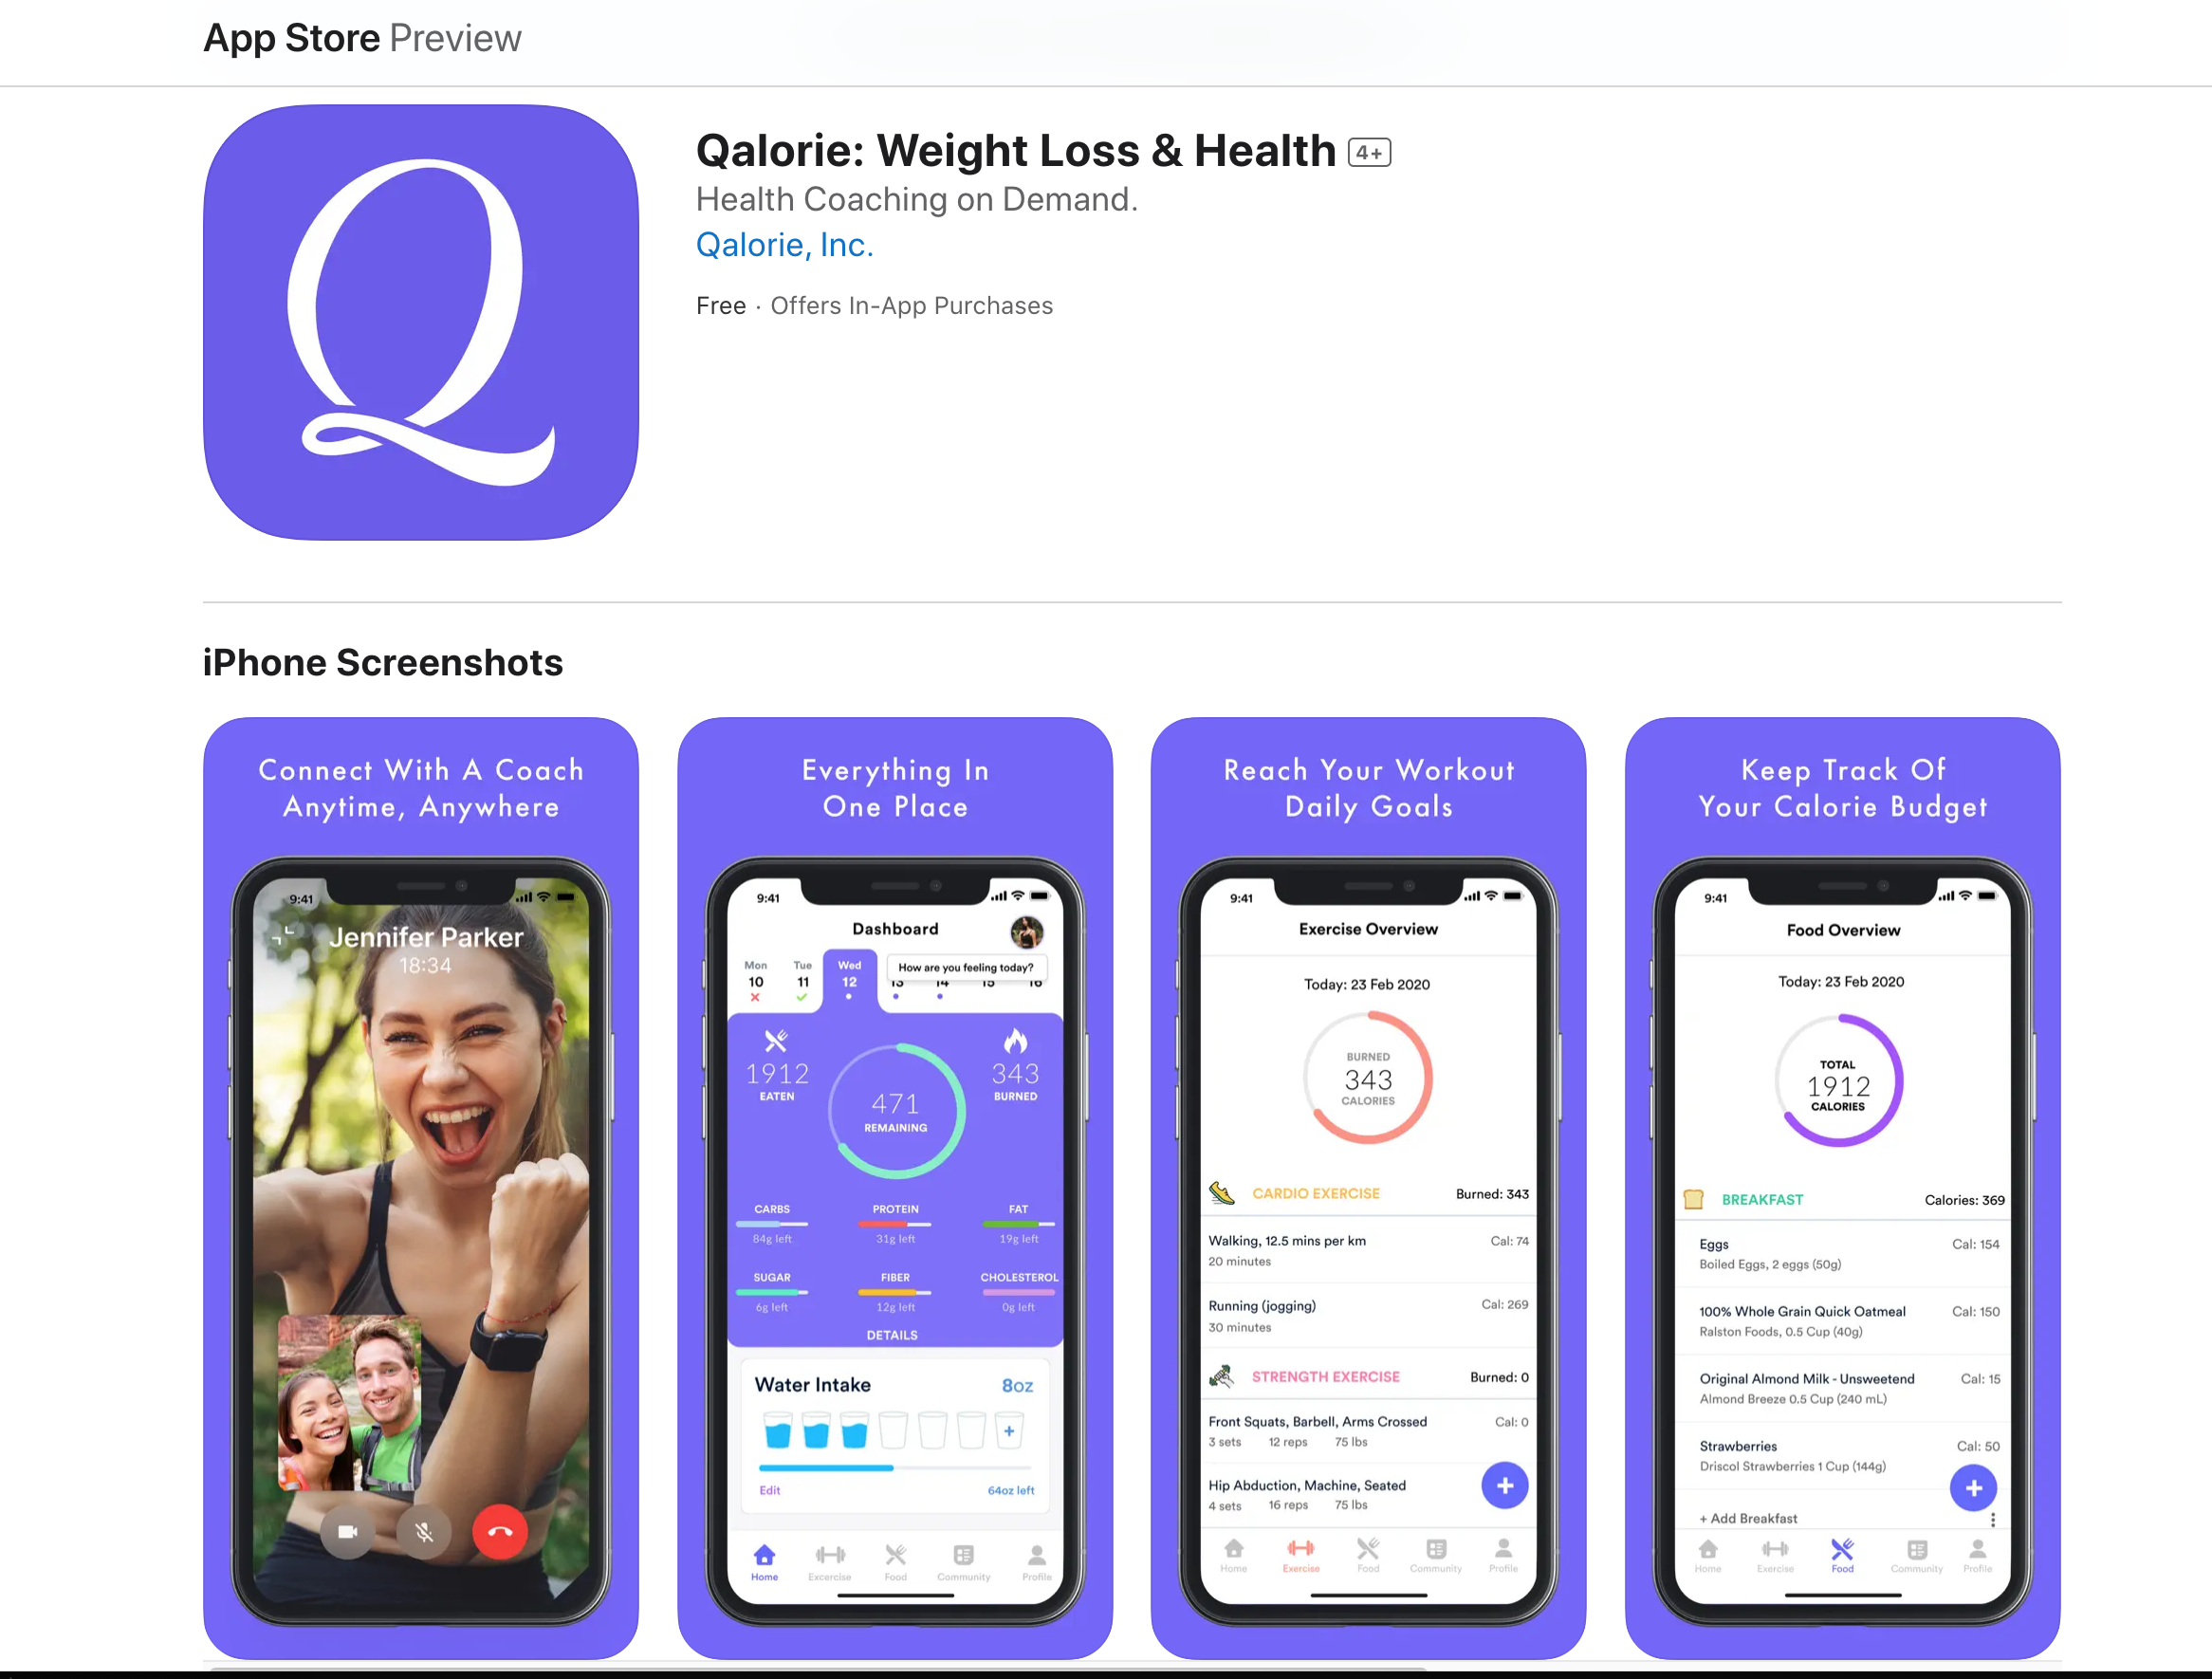 App Store Preview
Qalorie: Weight Loss & Health 4+
Health Coaching on Demand.
Qalorie, Inc.
Free · Offers In-App Purchases
iPhone Screenshots
Connect With A Coach
Anytime, Anywhere
9:41
Jennifer Parker
18:34
Everything In
One Place
9:41
Dashboard
Mon Tue Wed How are you feeling today?
10 11 12 13 14 15 16
1912 343
EATEN BURNED
471
REMAINING
CARBS PROTEIN FAT
84g left 31g left 19g left
SUGAR FIBER CHOLESTEROL
6g left 12g left 0g left
DETAILS
Water Intake 8oz
+
Edit 64oz left
Home Excercise Food Community Profile
Reach Your Workout
Daily Goals
9:41
Exercise Overview
Today: 23 Feb 2020
BURNED
343
CALORIES
CARDIO EXERCISE Burned: 343
Walking, 12.5 mins per km Cal: 74
20 minutes
Running (jogging) Cal: 269
30 minutes
STRENGTH EXERCISE Burned: 0
Front Squats, Barbell, Arms Crossed Cal: 0
3 sets 12 reps 75 lbs
Hip Abduction, Machine, Seated
4 sets 16 reps 75 lbs
+
Home Exercise Food Community Profile
Keep Track Of
Your Calorie Budget
9:41
Food Overview
Today: 23 Feb 2020
TOTAL
1912
CALORIES
BREAKFAST Calories: 369
Eggs Cal: 154
Boiled Eggs, 2 eggs (50g)
100% Whole Grain Quick Oatmeal Cal: 150
Ralston Foods, 0.5 Cup (40g)
Original Almond Milk - Unsweetend Cal: 15
Almond Breeze 0.5 Cup (240 mL)
Strawberries Cal: 50
Driscol Strawberries 1 Cup (144g)
+
+ Add Breakfast
Home Exercise Food Community Profile